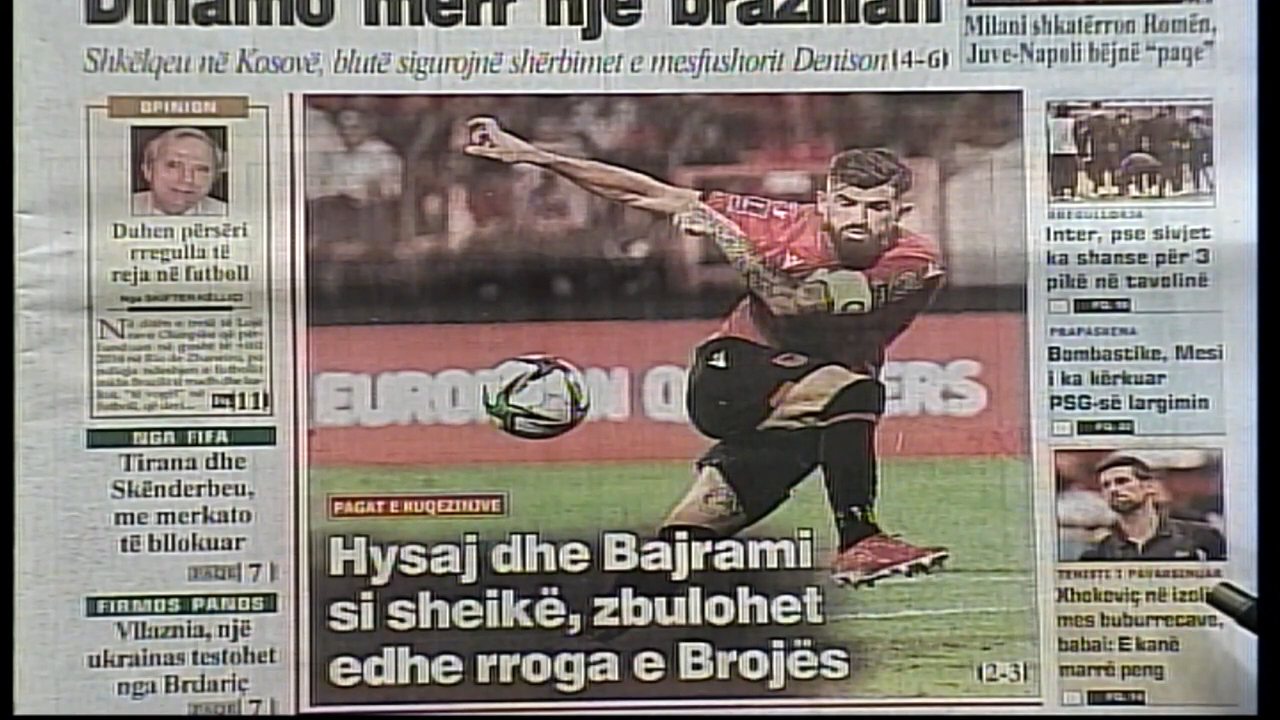 Dinamo merr një brazilian
Shkëlqeu në Kosovë, blutë sigurojnë shërbimet e mesfushorit Denison (4-6)
Milani shkatërron Romën,
Juve-Napoli bëjnë “paqe”
OPINION
Duhen përsëri
rregulla të
reja në futboll
Nga SKIFTER KËLLIÇI
11
NGA FIFA
Tirana dhe
Skënderbeu,
me merkato
të bllokuar
7
FIRMOS PANOS
Vllaznia, një
ukrainas testohet
nga Brdariç
7
EUROPEAN QUALIFIERS
PAGAT E KUQEZINJVE
Hysaj dhe Bajrami
si sheikë, zbulohet
edhe rroga e Brojës
(2-3)
RREGULLORJA
Inter, pse sivjet
ka shanse për 3
pikë në tavolinë
PRAPASKENA
Bombastike, Mesi
i ka kërkuar
PSG-së largimin
Xhokoviç në izolim
mes buburrecave,
babai: E kanë
marrë peng